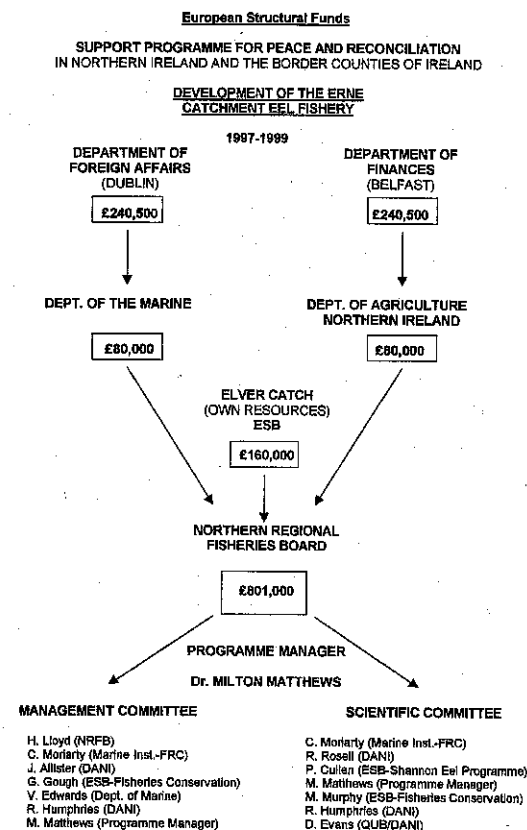 European Structural Funds
SUPPORT PROGRAMME FOR PEACE AND RECONCILIATION
IN NORTHERN IRELAND AND THE BORDER COUNTIES OF IRELAND
DEVELOPMENT OF THE ERNE
CATCHMENT EEL FISHERY
1997-1999
DEPARTMENT OF
FOREIGN AFFAIRS
(DUBLIN)
£240,500
DEPARTMENT OF
FINANCES
(BELFAST)
£240,500
DEPT. OF THE MARINE
£80,000
DEPT. OF AGRICULTURE
NORTHERN IRELAND
£80,000
ELVER CATCH
(OWN RESOURCES)
ESB
£160,000
NORTHERN REGIONAL
FISHERIES BOARD
£801,000
PROGRAMME MANAGER
Dr. MILTON MATTHEWS
MANAGEMENT COMMITTEE
H. Lloyd (NRFB)
C. Moriarty (Marine Inst.-FRC)
J. Allister (DANI)
G. Gough (ESB-Fisheries Conservation)
V. Edwards (Dept. of Marine)
R. Humphries (DANI)
M. Matthews (Programme Manager)
SCIENTIFIC COMMITTEE
C. Moriarty (Marine Inst.-FRC)
R. Rosell (DANI)
P. Cullen (ESB-Shannon Eel Programme)
M. Matthews (Programme Manager)
M. Murphy (ESB-Fisheries Conservation)
R. Humphries (DANI)
D. Evans (QUB/DANI)